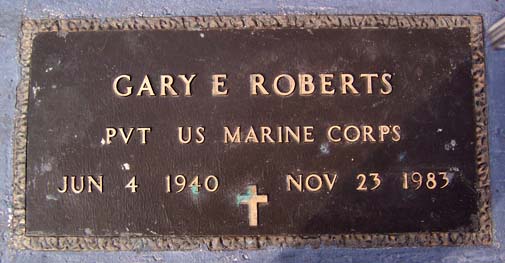 GARY E ROBERTS
PVT US MARINE CORPS
JUN 4 1940 NOV 23 1983